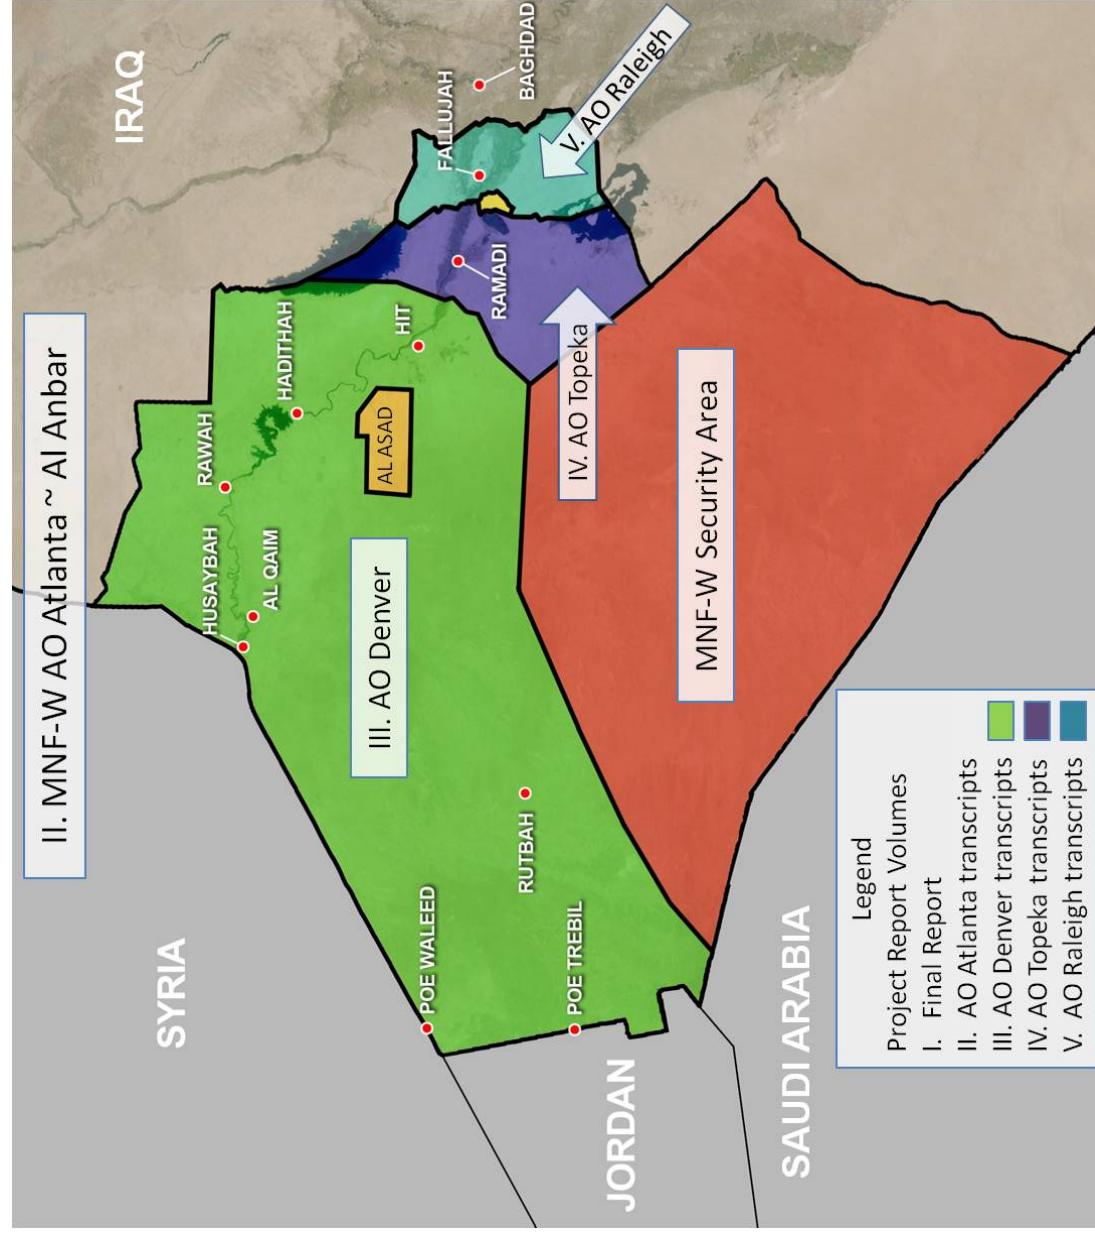 II. MNF-W AO Atlanta ~ Al Anbar
SYRIA
IRAQ
HUSAYBAH
RAWAH
AL QAIM
HADITHAH
HIT
FALLUJAH
BAGHDAD
RAMADI
AL ASAD
III. AO Denver
POE WALEED
RUTBAH
POE TREBIL
IV. AO Topeka
V. AO Raleigh
MNF-W Security Area
JORDAN
SAUDI ARABIA
Legend
Project Report Volumes
I. Final Report
II. AO Atlanta transcripts
III. AO Denver transcripts
IV. AO Topeka transcripts
V. AO Raleigh transcripts